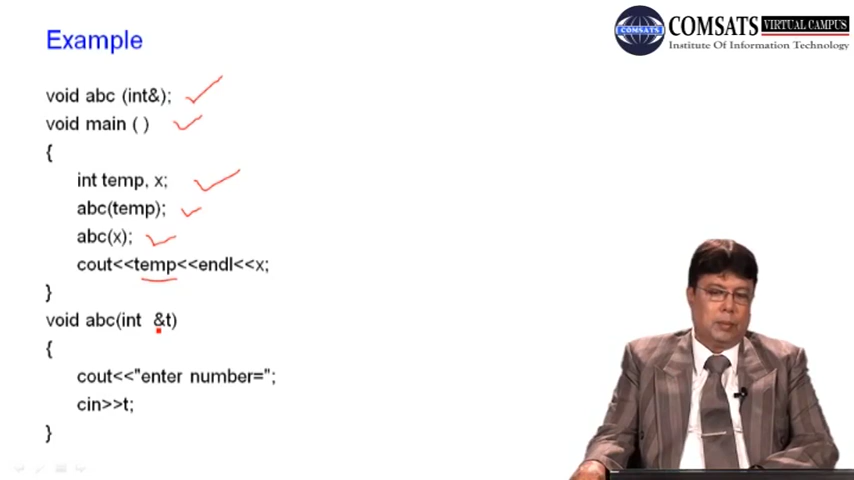 Example
COMSATS VIRTUAL CAMPUS
Institute Of Information Technology
COMSATS
void abc (int&);
void main ( )
{
int temp, x;
abc(temp);
abc(x);
cout<<temp<<endl<<x;
}
void abc(int &t)
{
cout<<"enter number=";
cin>>t;
}